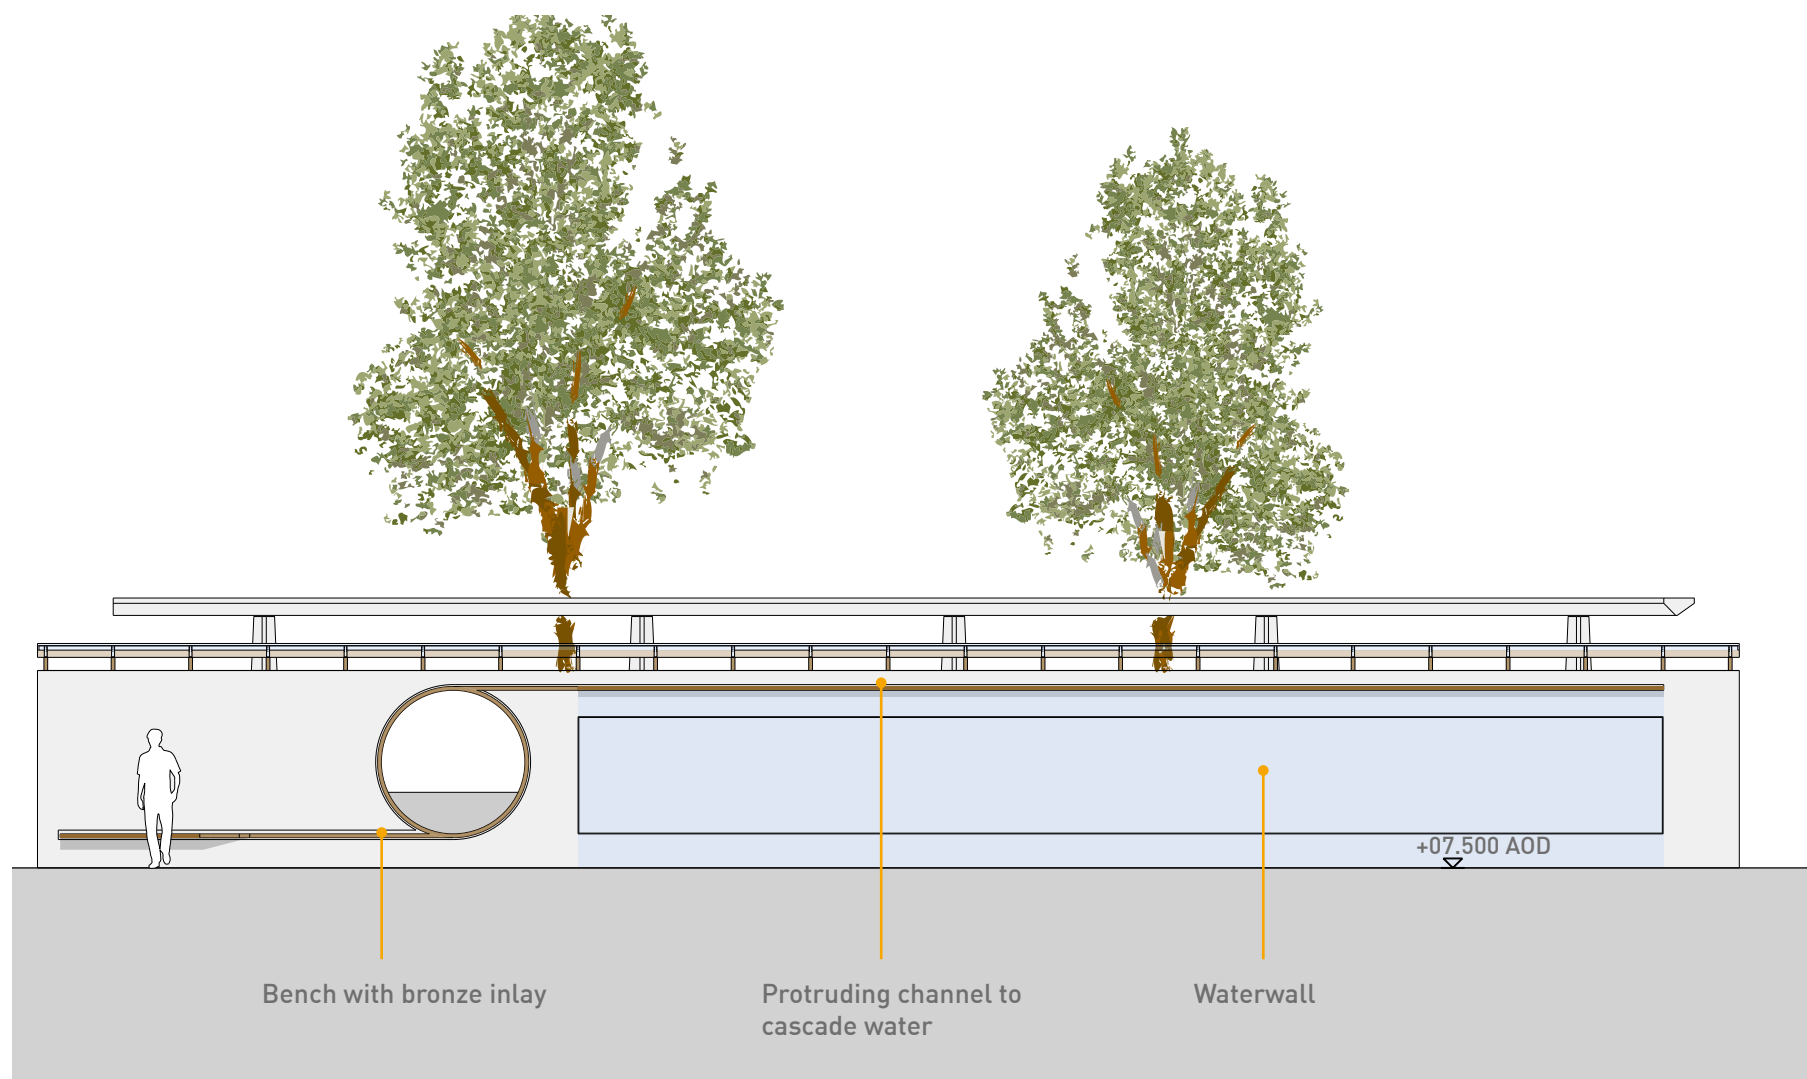 +07.500 AOD
Bench with bronze inlay
Protruding channel to
cascade water
Waterwall